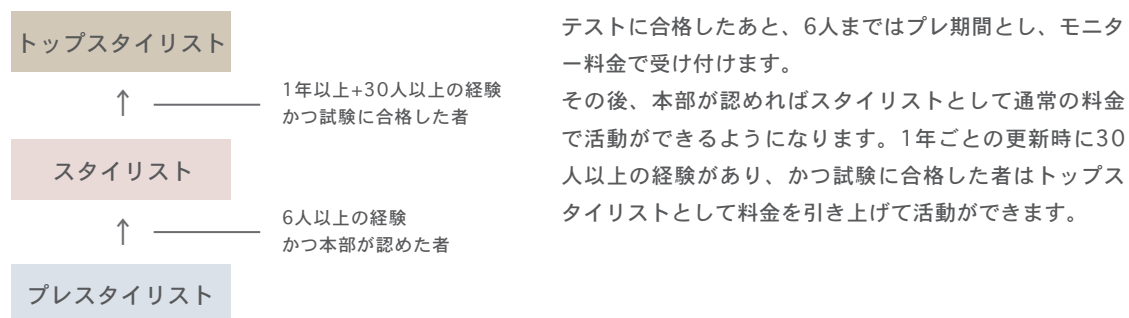 トップスタイリスト
↑
1年以上+30人以上の経験
かつ試験に合格した者
スタイリスト
↑
6人以上の経験
かつ本部が認めた者
プレスタイリスト
テストに合格したあと、6人まではプレ期間とし、モニタ
ー料金で受け付けます。
その後、本部が認めればスタイリストとして通常の料金
で活動ができるようになります。1年ごとの更新時に30
人以上の経験があり、かつ試験に合格した者はトップス
タイリストとして料金を引き上げて活動ができます。